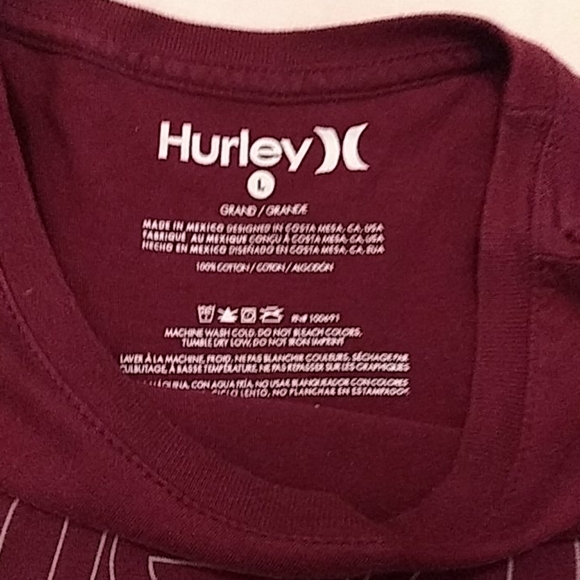 Hurley
L
GRAND / GRANDE
MADE IN MEXICO DESIGNED IN COSTA MESA, CA, USA
FABRIQUÉ AU MEXIQUE CONÇU À COSTA MESA, CA, USA
HECHO EN MEXICO DISEÑADO EN COSTA MESA, CA, EUA
100% COTTON / COTON / ALGODÓN
RN# 100691
MACHINE WASH COLD, DO NOT BLEACH COLORS,
TUMBLE DRY LOW, DO NOT IRON IMPRINT
LAVER À LA MACHINE, FROID, NE PAS BLANCHIR COULEURS, SÉCHAGE PAR
CULBUTAGE, À BASSE TEMPÉRATURE, NE PAS REPASSER SUR LES GRAPHIQUES
MÁQUINA, CON AGUA FRÍA, NO USAR BLANQUEADOR CON COLORES
CICLO LENTO, NO PLANCHAR EN ESTAMPADO